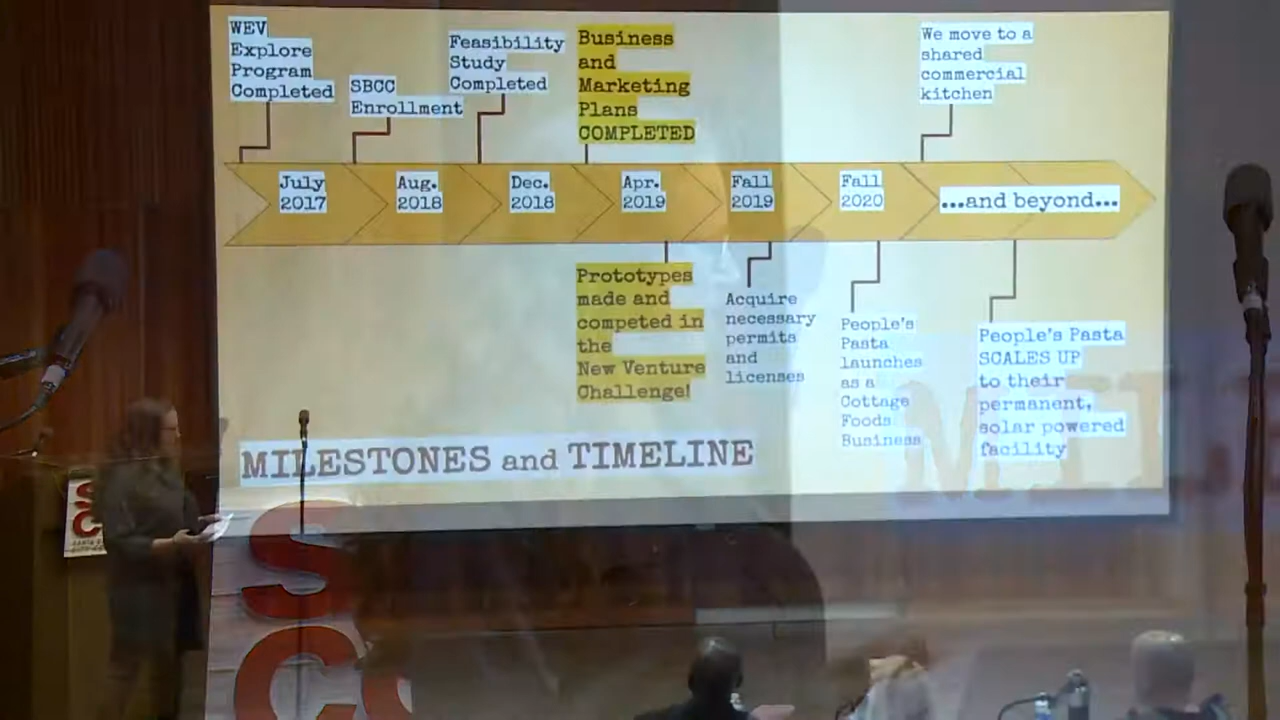 WEV
Explore
Program
Completed
SBCC
Enrollment
Feasibility
Study
Completed
Business
and
Marketing
Plans
COMPLETED
We move to a
shared
commercial
kitchen
July
2017
Aug.
2018
Dec.
2018
Apr.
2019
Fall
2019
Fall
2020
...and beyond...
Prototypes
made and
competed in
the
New Venture
Challenge!
Acquire
necessary
permits
and
licenses
People's
Pasta
launches
as a
Cottage
Foods
Business
People's Pasta
SCALES UP
to their
permanent,
solar powered
facility
MILESTONES and TIMELINE
S
C